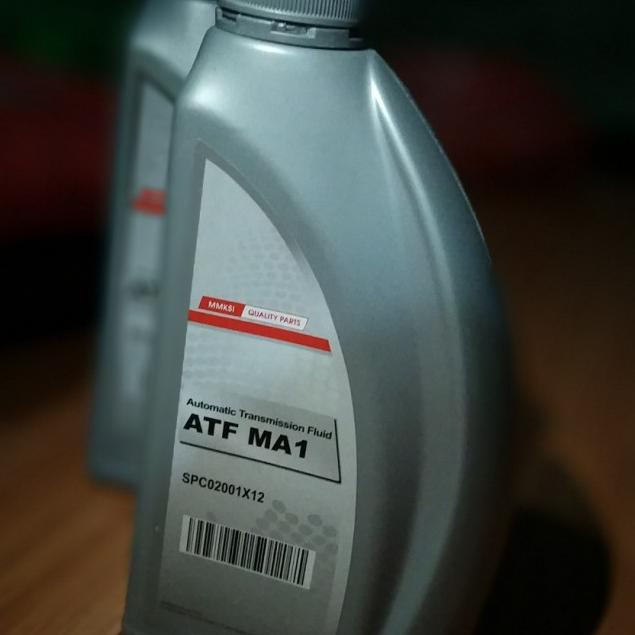 MMKSI QUALITY PARTS
Automatic Transmission Fluid
ATF MA1
SPC02001X12